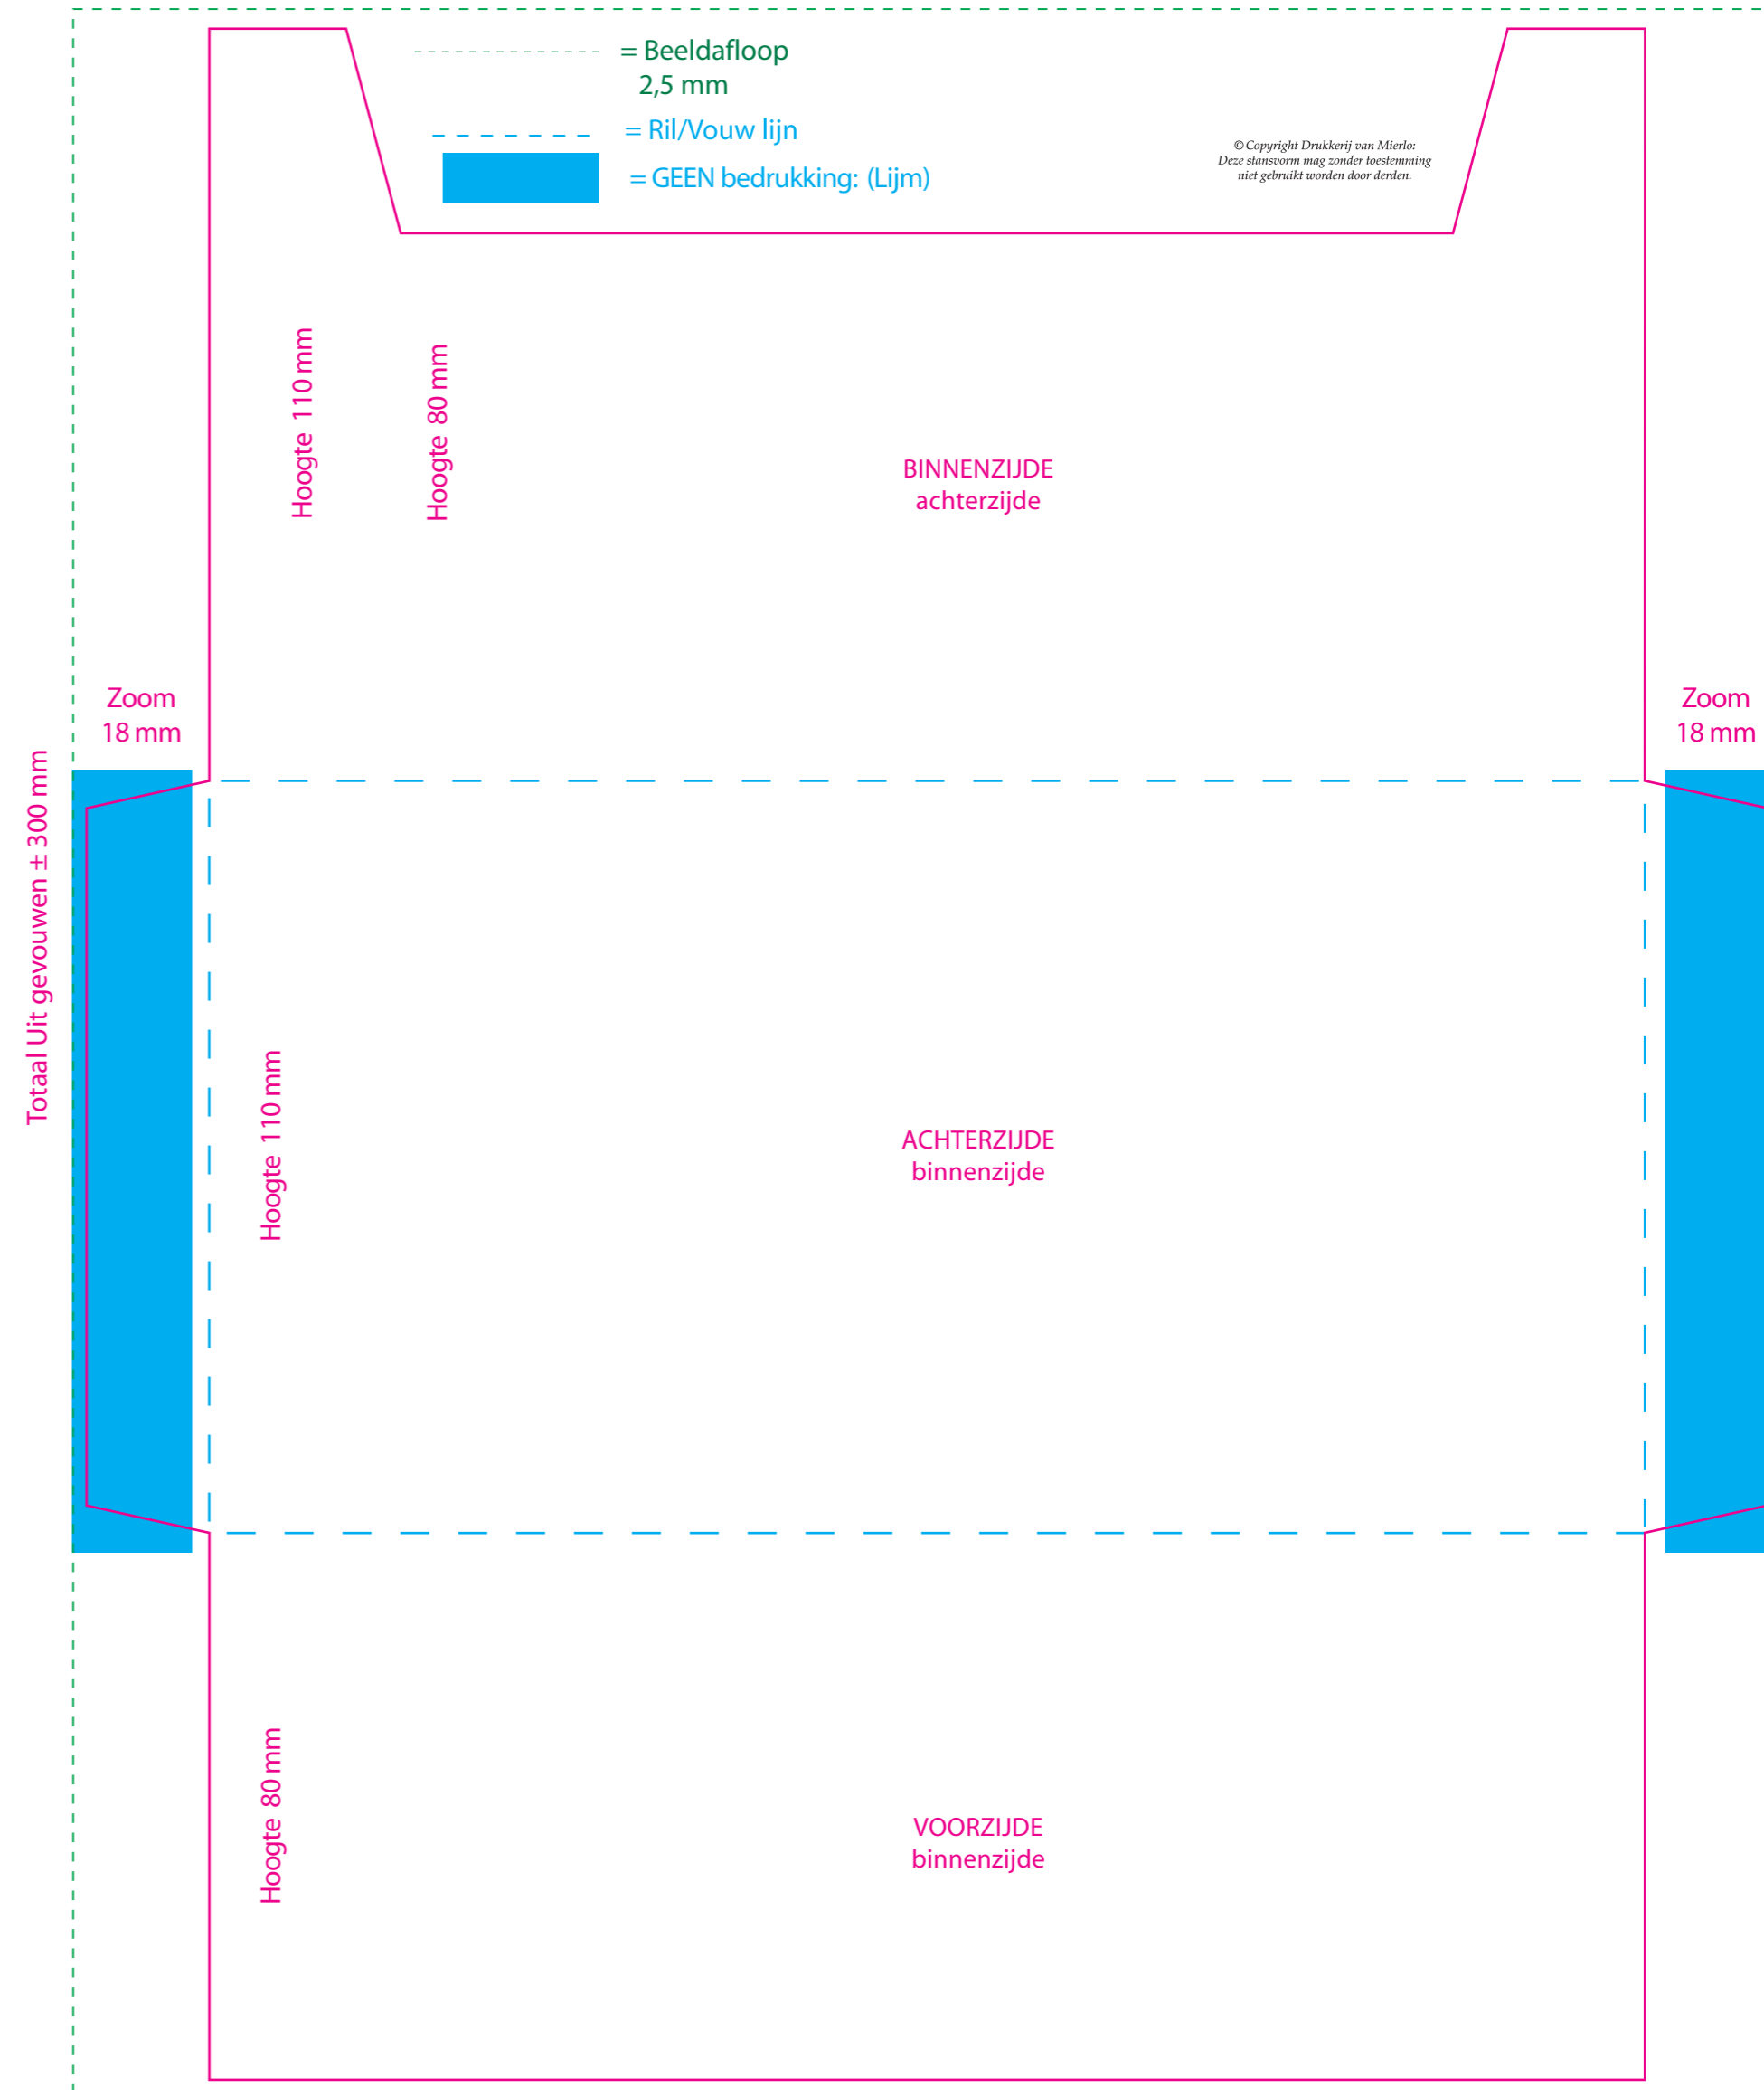 = Beeldafloop
2,5 mm
= Ril/Vouw lijn
= GEEN bedrukking: (Lijm)
© Copyright Drukkerij van Mierlo:
Deze stansvorm mag zonder toestemming
niet gebruikt worden door derden.
Hoogte 110 mm
Hoogte 80 mm
BINNENZIJDE
achterzijde
Zoom
18 mm
Zoom
18 mm
Totaal Uit gevouwen ± 300 mm
Hoogte 110 mm
ACHTERZIJDE
binnenzijde
Hoogte 80 mm
VOORZIJDE
binnenzijde